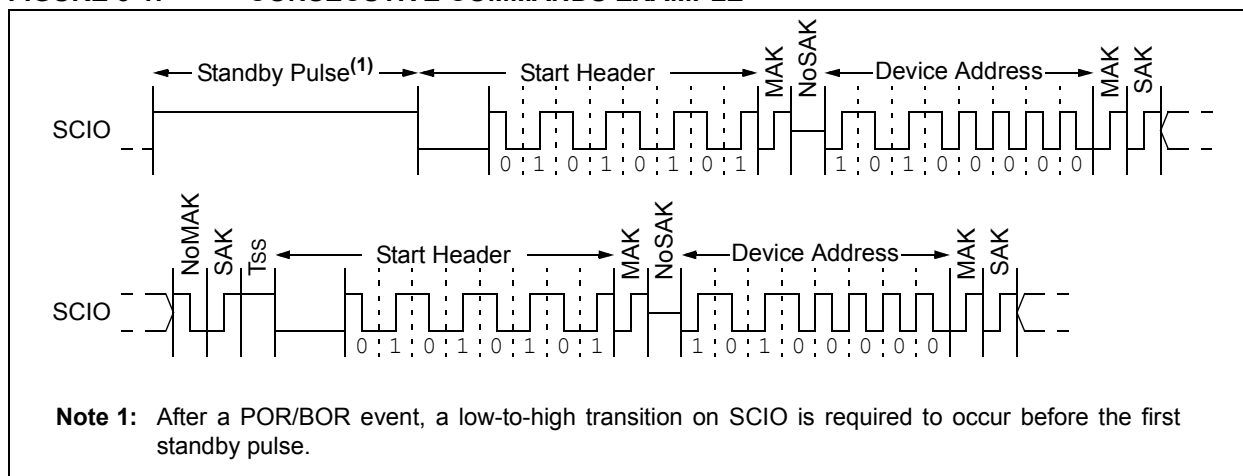 Standby Pulse(1) Start Header MAK NoSAK Device Address MAK SAK
SCIO
0 1 0 1 0 1 0 1 1 0 1 0 0 0 0 0
NoMAK SAK TSS Start Header MAK NoSAK Device Address MAK SAK
SCIO
0 1 0 1 0 1 0 1 1 0 1 0 0 0 0 0
Note 1: After a POR/BOR event, a low-to-high transition on SCIO is required to occur before the first
standby pulse.